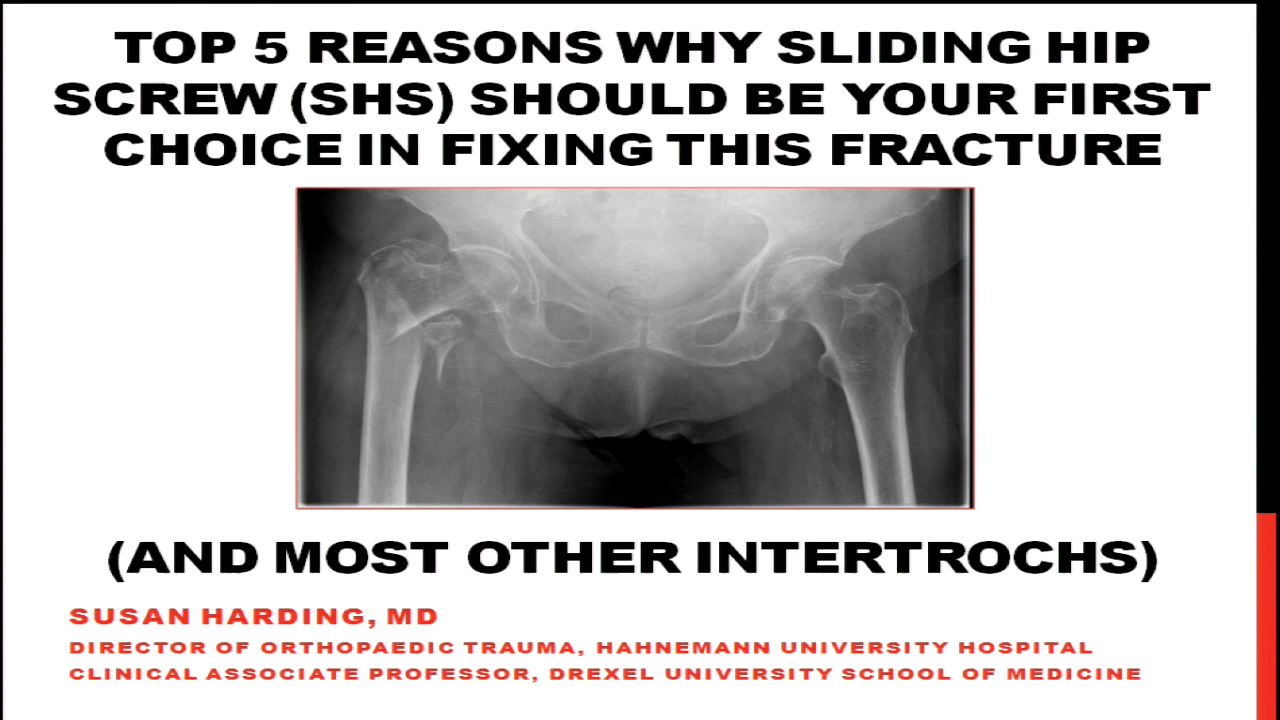 TOP 5 REASONS WHY SLIDING HIP
SCREW (SHS) SHOULD BE YOUR FIRST
CHOICE IN FIXING THIS FRACTURE
(AND MOST OTHER INTERTROCHS)
SUSAN HARDING, MD
DIRECTOR OF ORTHOPAEDIC TRAUMA, HAHNEMANN UNIVERSITY HOSPITAL
CLINICAL ASSOCIATE PROFESSOR, DREXEL UNIVERSITY SCHOOL OF MEDICINE